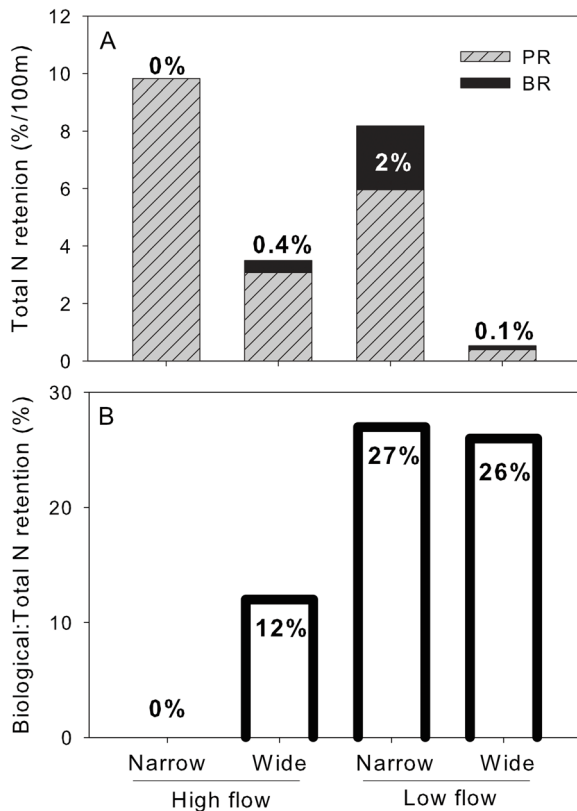 A
PR
BR
Total N retenion (%/100m)
12
10
8
6
4
2
0
0%
0.4%
2%
0.1%
B
Biological:Total N retention (%)
30
20
10
0
0%
12%
27%
26%
Narrow Wide Narrow Wide
High flow Low flow